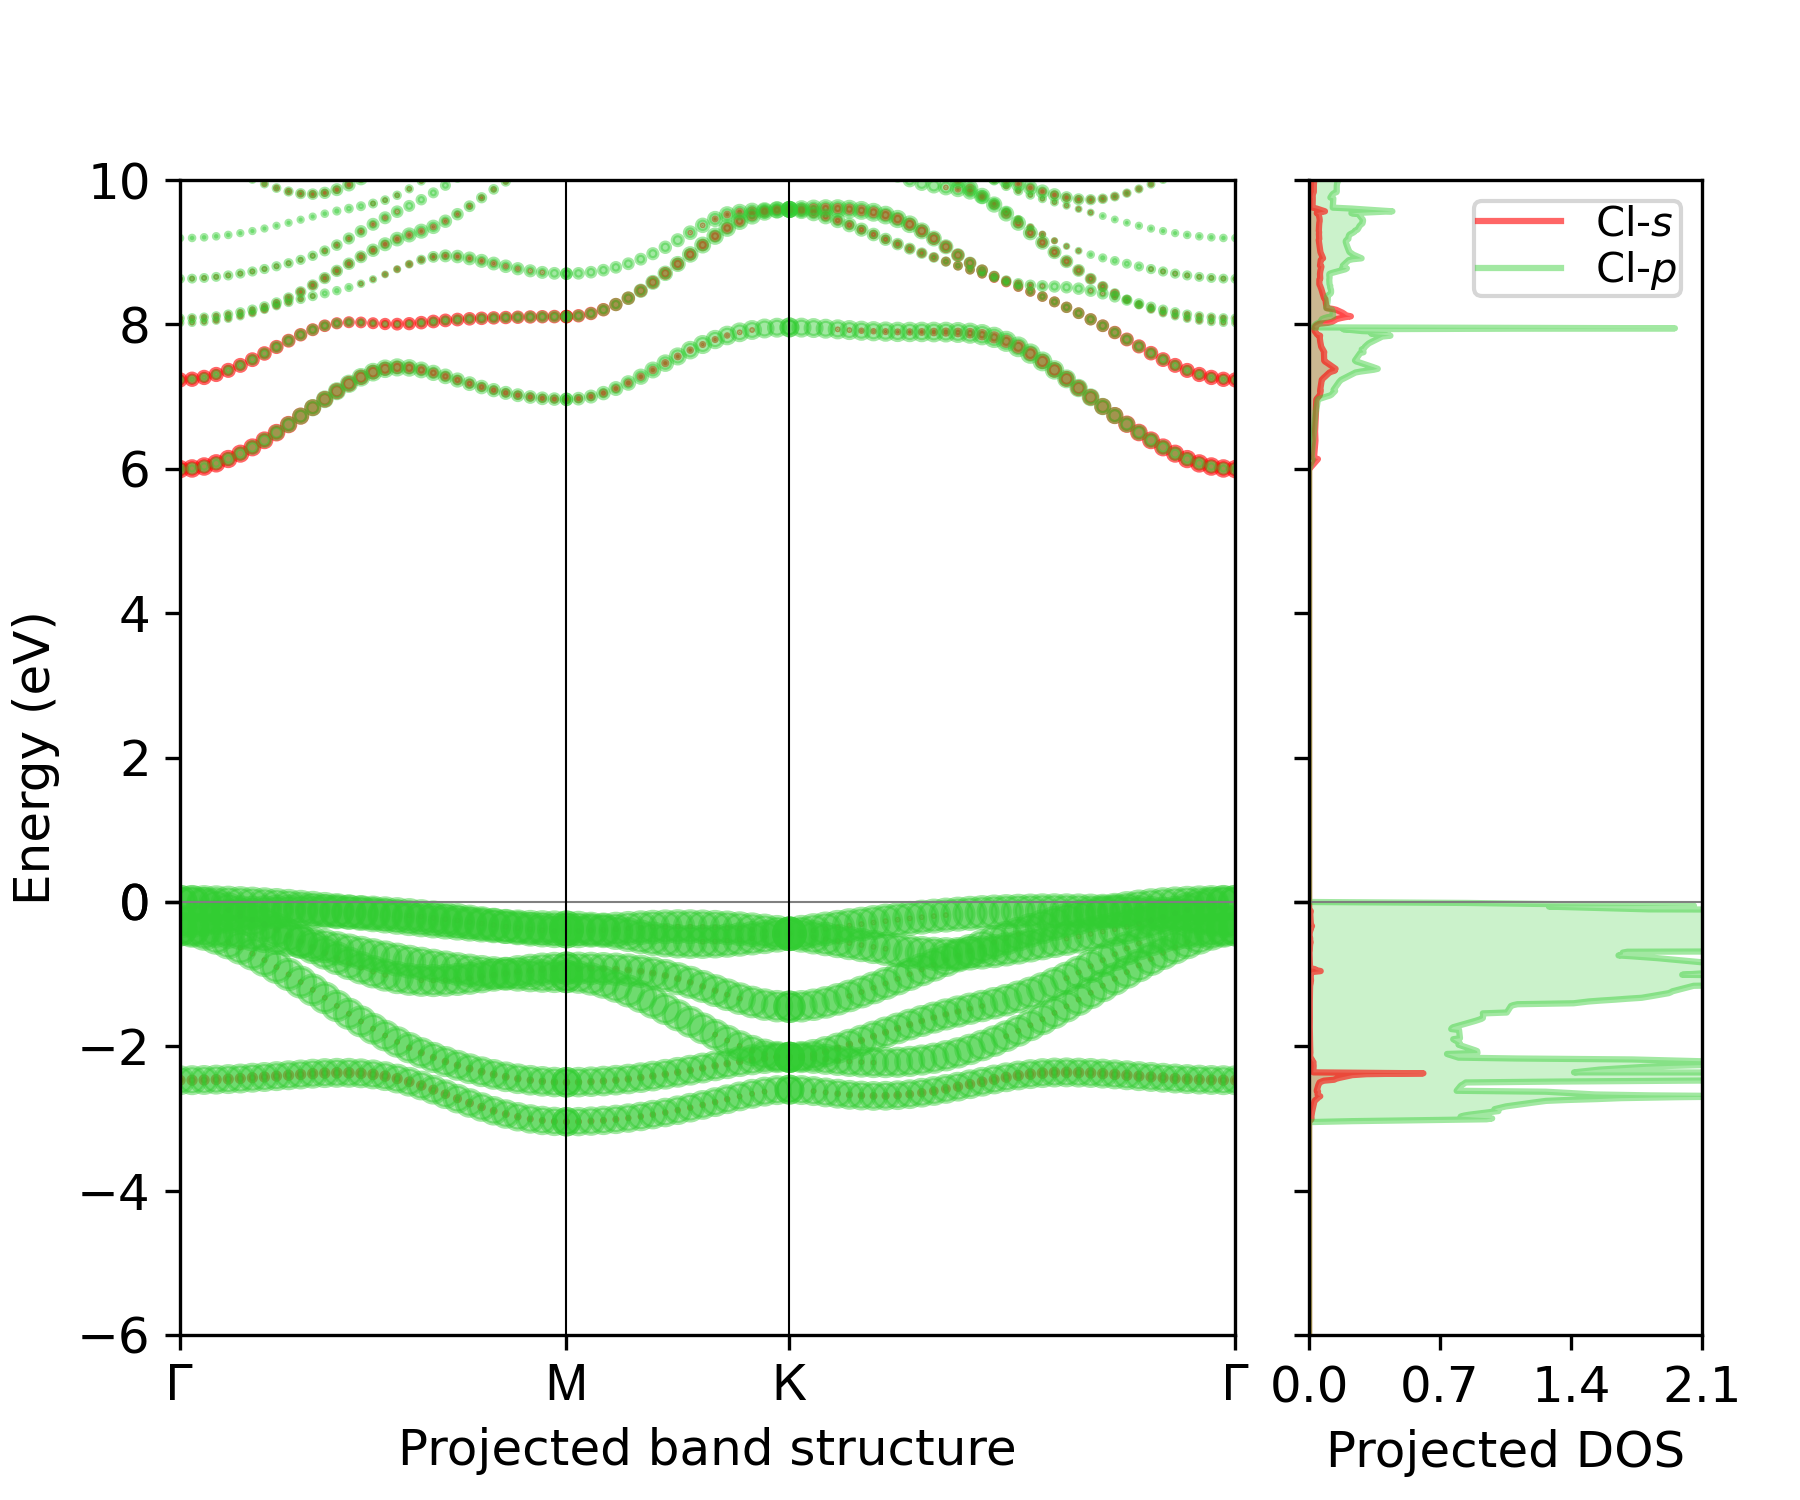 10
8
6
4
2
0
−2
−4
−6
Energy (eV)
Γ M K Γ
Projected band structure
Cl-s
Cl-p
0.0 0.7 1.4 2.1
Projected DOS